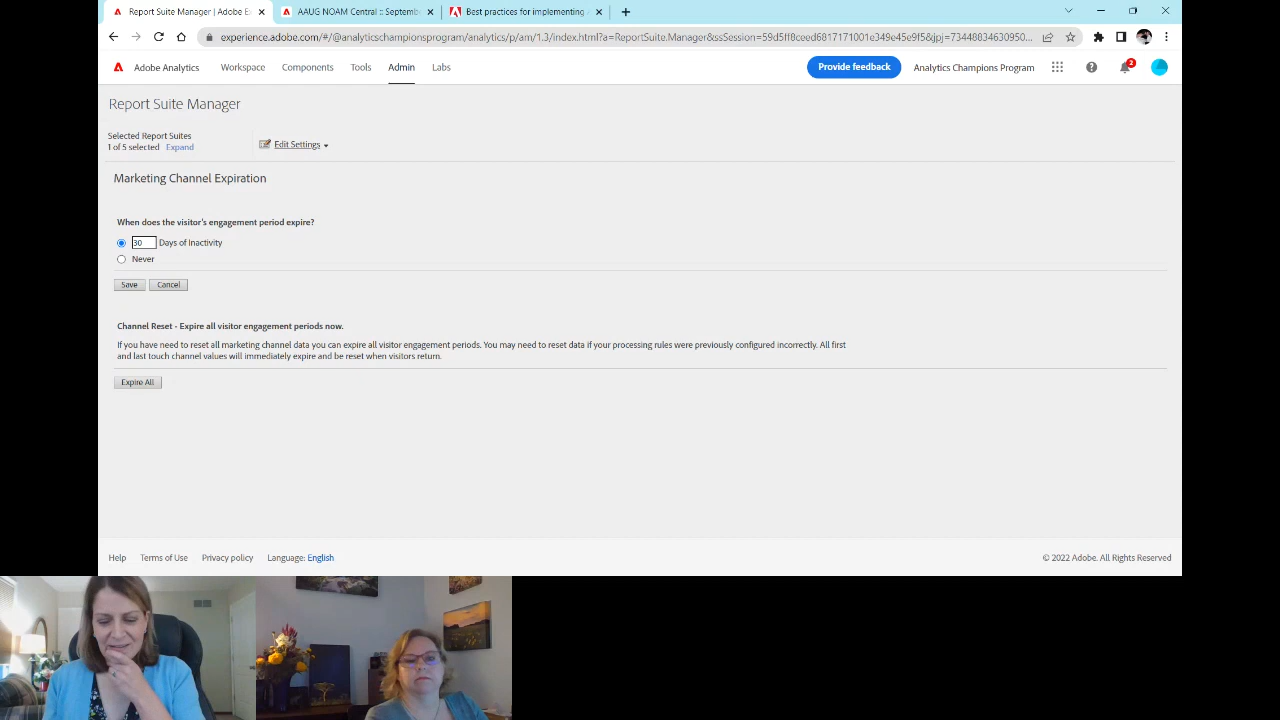 Report Suite Manager | Adobe E
AAUG NOAM Central :: Septembe
Best practices for implementing
experience.adobe.com/#/@analyticschampionsprogram/analytics/p/am/1.3/index.html?a=ReportSuite.Manager&ssSession=59d5ff8ceed6817171001e349e45e9f5&jpj=73448834630950...
Adobe Analytics
Workspace
Components
Tools
Admin
Labs
Provide feedback
Analytics Champions Program
2
Report Suite Manager
Selected Report Suites
1 of 5 selected Expand
Edit Settings
Marketing Channel Expiration
When does the visitor's engagement period expire?
30 Days of Inactivity
Never
Save Cancel
Channel Reset - Expire all visitor engagement periods now.
If you have need to reset all marketing channel data you can expire all visitor engagement periods. You may need to reset data if your processing rules were previously configured incorrectly. All first
and last touch channel values will immediately expire and be reset when visitors return.
Expire All
Help Terms of Use Privacy policy Language: English
© 2022 Adobe. All Rights Reserved